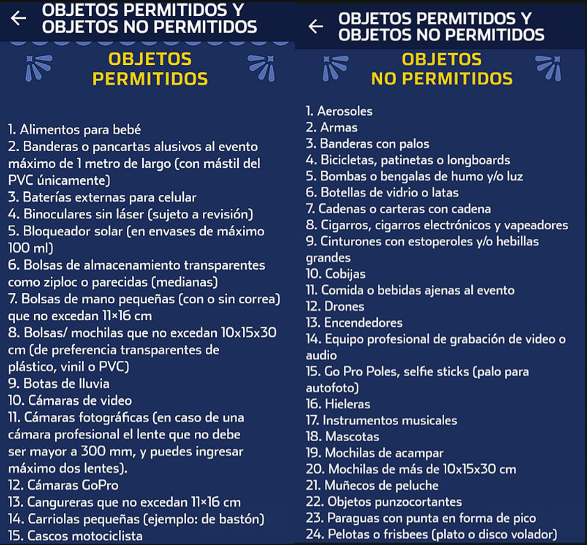 OBJETOS PERMITIDOS Y
OBJETOS NO PERMITIDOS
OBJETOS
PERMITIDOS
1. Alimentos para bebé
2. Banderas o pancartas alusivos al evento
máximo de 1 metro de largo (con mástil del
PVC únicamente)
3. Baterías externas para celular
4. Binoculares sin láser (sujeto a revisión)
5. Bloqueador solar (en envases de máximo
100 ml)
6. Bolsas de almacenamiento transparentes
como ziploc o parecidas (medianas)
7. Bolsas de mano pequeñas (con o sin correa)
que no excedan 11x16 cm
8. Bolsas/ mochilas que no excedan 10x15x30
cm (de preferencia transparentes de
plástico, vinil o PVC)
9. Botas de lluvia
10. Cámaras de video
11. Cámaras fotográficas (en caso de una
cámara profesional el lente que no debe
ser mayor a 300 mm, y puedes ingresar
máximo dos lentes).
12. Cámaras GoPro
13. Cangureras que no excedan 11×16 cm
14. Carriolas pequeñas (ejemplo: de bastón)
15. Cascos motociclista
OBJETOS PERMITIDOS Y
OBJETOS NO PERMITIDOS
OBJETOS
NO PERMITIDOS
1. Aerosoles
2. Armas
3. Banderas con palos
4. Bicicletas, patinetas o longboards
5. Bombas o bengalas de humo y/o luz
6. Botellas de vidrio o latas
7. Cadenas o carteras con cadena
8. Cigarros, cigarros electrónicos y vapeadores
9. Cinturones con estoperoles y/o hebillas
grandes
10. Cobijas
11. Comida o bebidas ajenas al evento
12. Drones
13. Encendedores
14. Equipo profesional de grabación de video o
audio
15. Go Pro Poles, selfie sticks (palo para
autofoto)
16. Hieleras
17. Instrumentos musicales
18. Mascotas
19. Mochilas de acampar
20. Mochilas de más de 10x15x30 cm
21. Muñecos de peluche
22. Objetos punzocortantes
23. Paraguas con punta en forma de pico
24. Pelotas o frisbees (plato o disco volador)